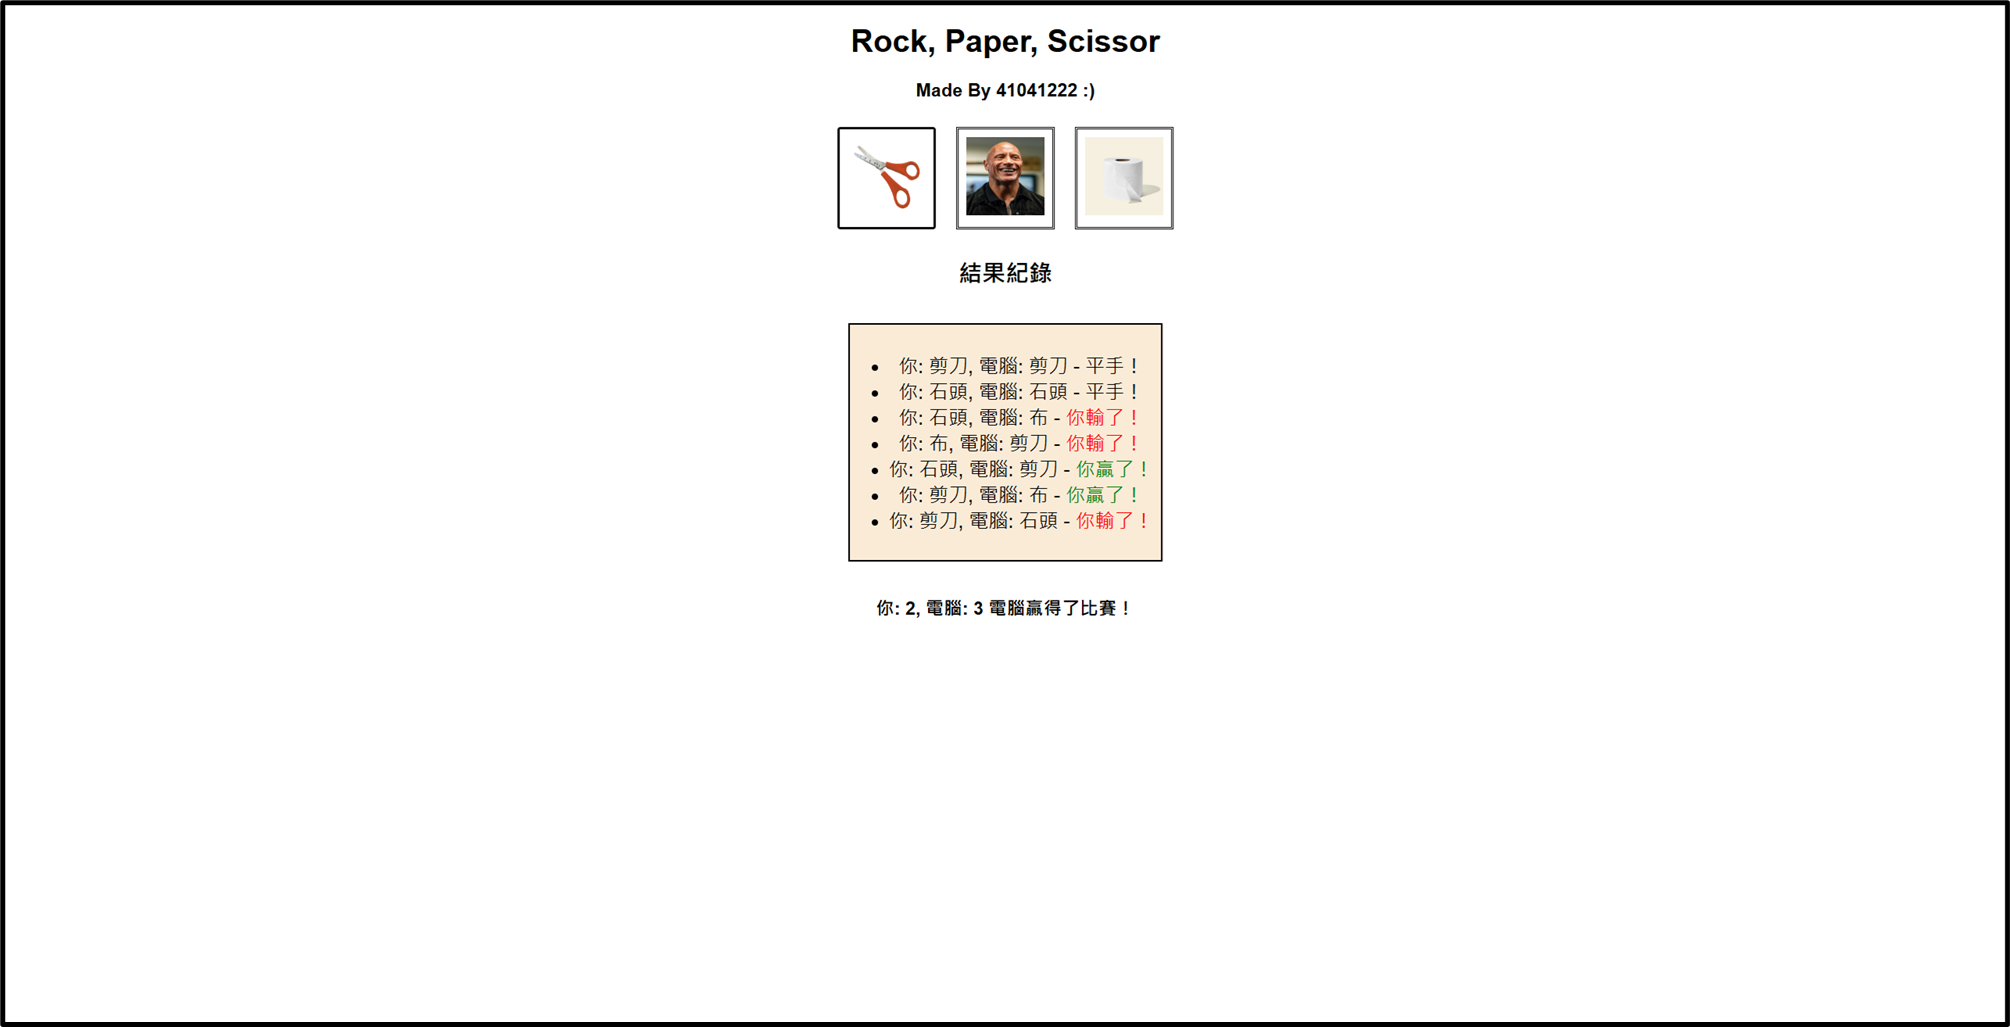 Rock, Paper, Scissor
Made By 41041222 :)
結果紀錄
你: 剪刀, 電腦: 剪刀 - 平手！
你: 石頭, 電腦: 石頭 - 平手！
你: 石頭, 電腦: 布 - 你輸了！
你: 布, 電腦: 剪刀 - 你輸了！
你: 石頭, 電腦: 剪刀 - 你贏了！
你: 剪刀, 電腦: 布 - 你贏了！
你: 剪刀, 電腦: 石頭 - 你輸了！
你: 2, 電腦: 3 電腦贏得了比賽！